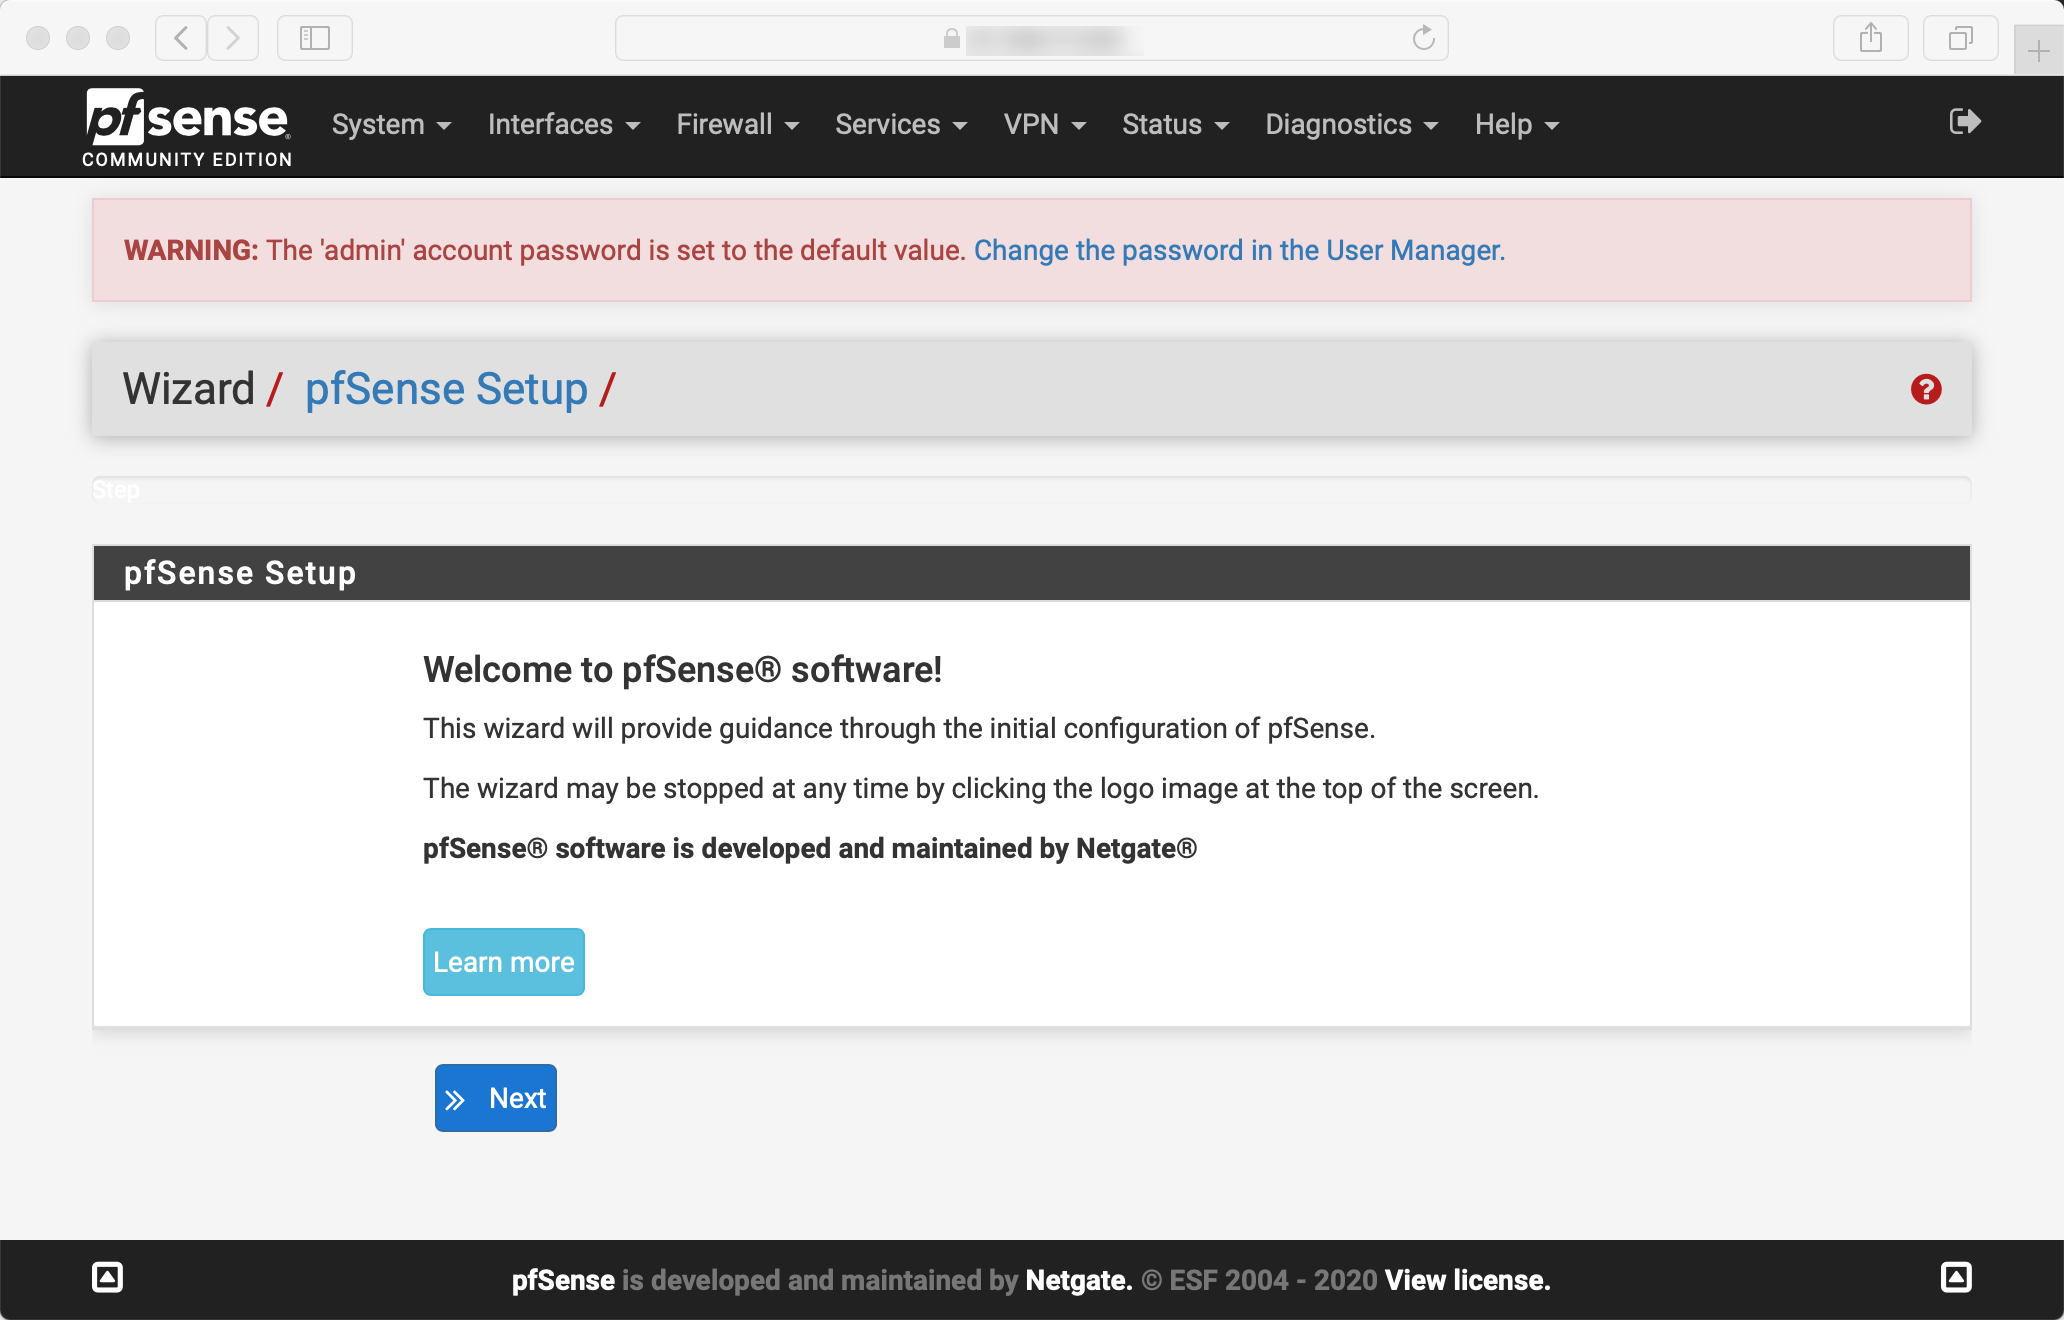 pfsense
COMMUNITY EDITION
System Interfaces Firewall Services VPN Status Diagnostics Help
WARNING: The 'admin' account password is set to the default value. Change the password in the User Manager.
Wizard / pfSense Setup /
Step
pfSense Setup
Welcome to pfSense® software!
This wizard will provide guidance through the initial configuration of pfSense.
The wizard may be stopped at any time by clicking the logo image at the top of the screen.
pfSense® software is developed and maintained by Netgate®
Learn more
Next
pfSense is developed and maintained by Netgate. © ESF 2004 - 2020 View license.